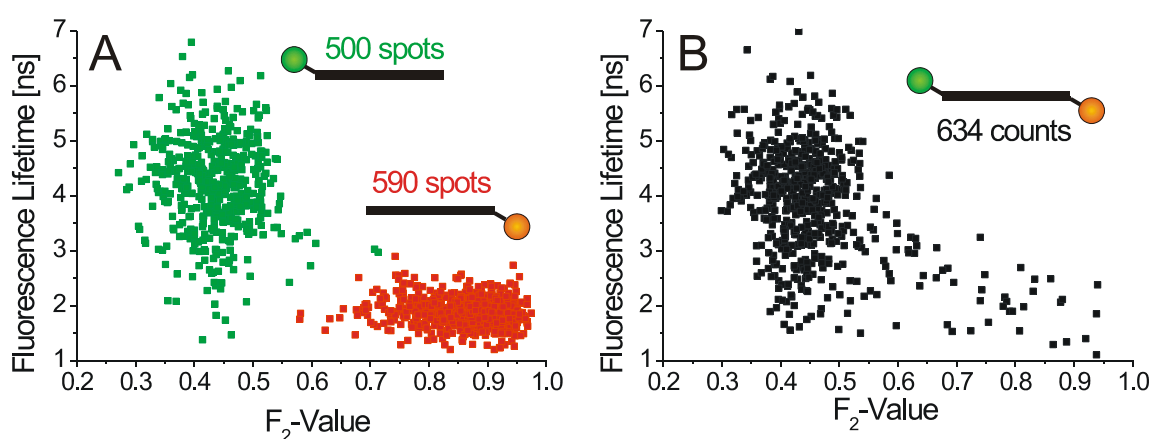 A
500 spots
590 spots
Fluorescence Lifetime [ns]
7
6
5
4
3
2
1
0.2 0.3 0.4 0.5 0.6 0.7 0.8 0.9 1.0
F₂-Value
B
634 counts
Fluorescence Lifetime [ns]
7
6
5
4
3
2
1
0.2 0.3 0.4 0.5 0.6 0.7 0.8 0.9 1.0
F₂-Value